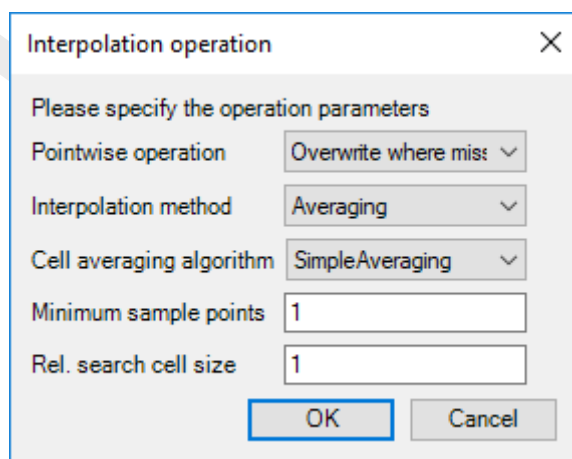 Interpolation operation
Please specify the operation parameters
Pointwise operation Overwrite where miss
Interpolation method Averaging
Cell averaging algorithm SimpleAveraging
Minimum sample points 1
Rel. search cell size 1
OK Cancel